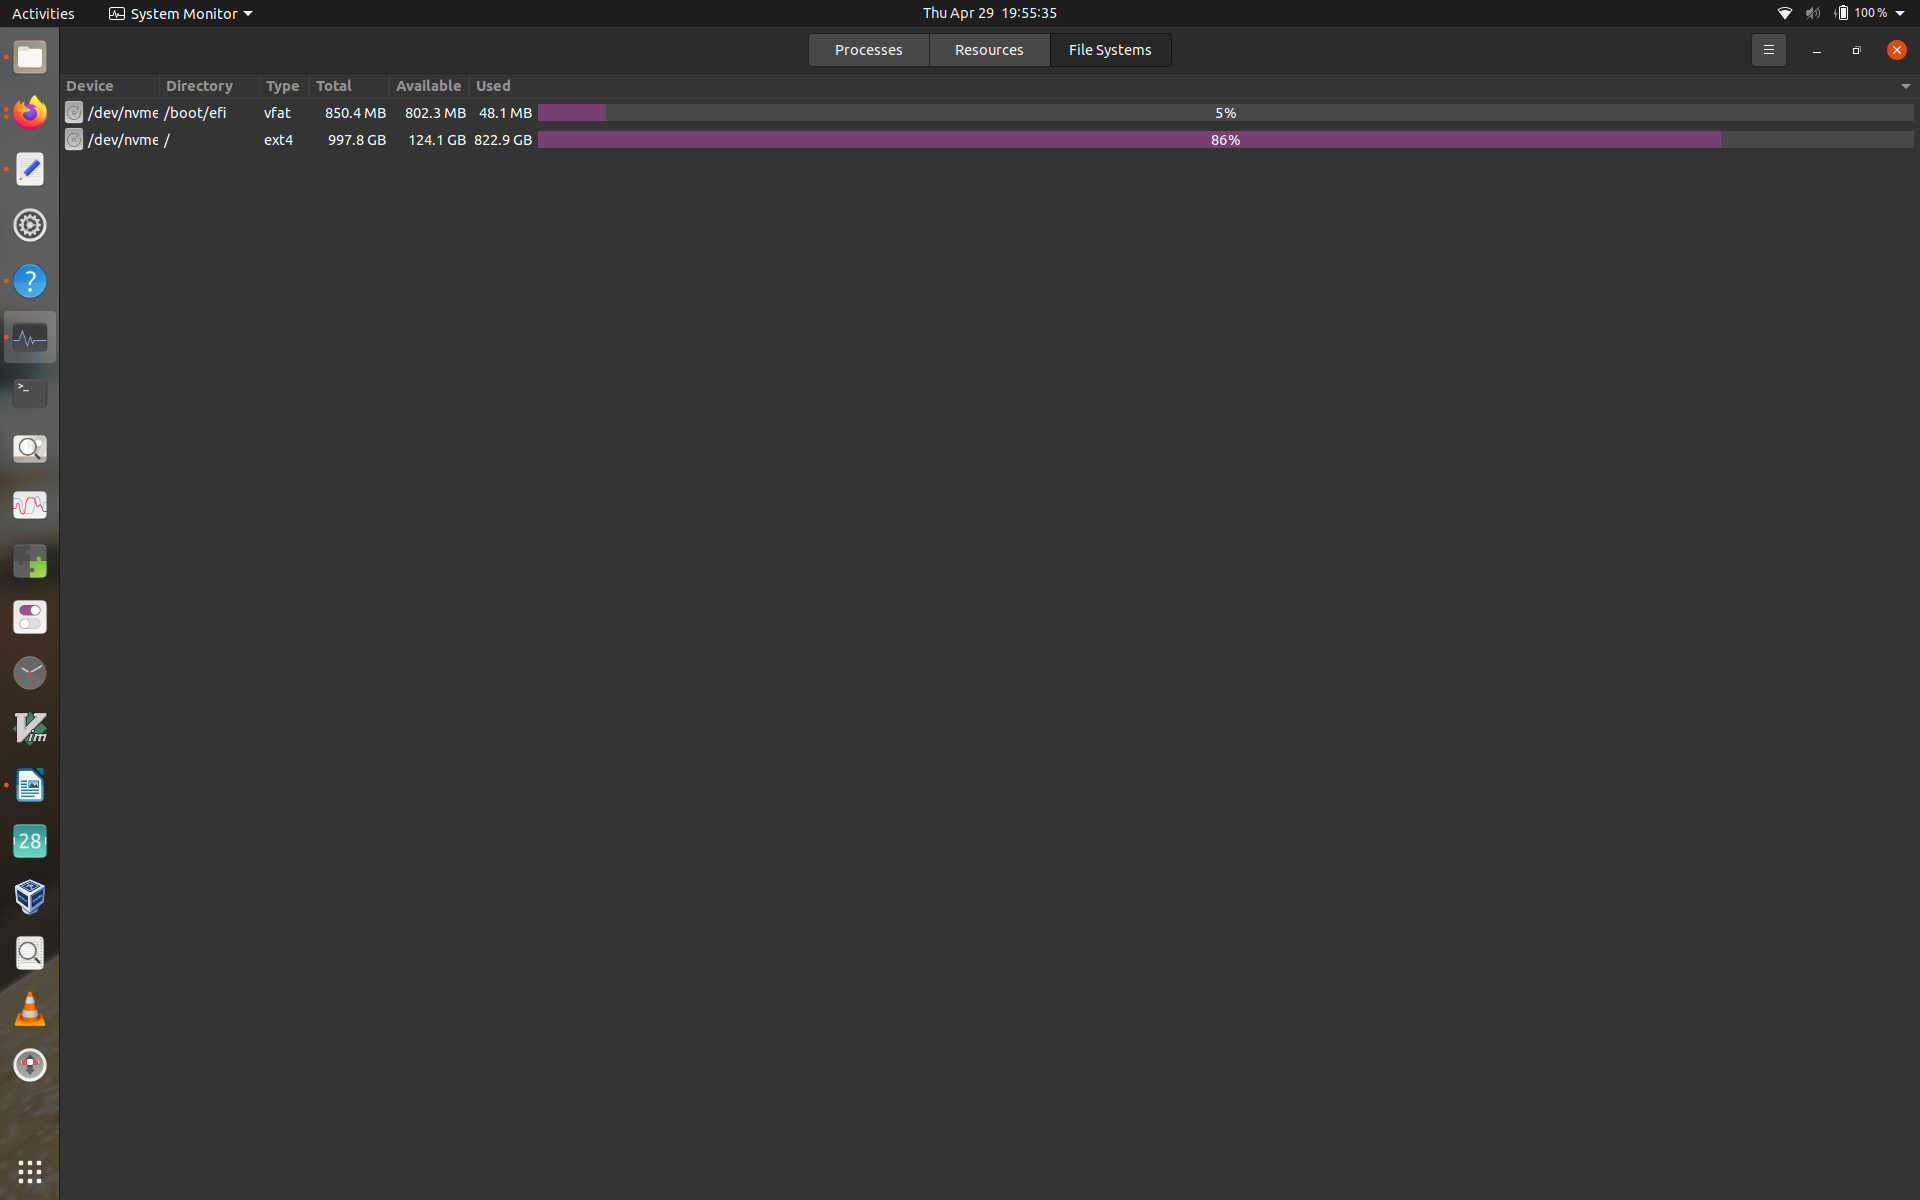 Activities System Monitor Thu Apr 29 19:55:35 100 %
Processes Resources File Systems
Device Directory Type Total Available Used
/dev/nvme /boot/efi vfat 850.4 MB 802.3 MB 48.1 MB 5%
/dev/nvme / ext4 997.8 GB 124.1 GB 822.9 GB 86%
?
>_
Vim
28